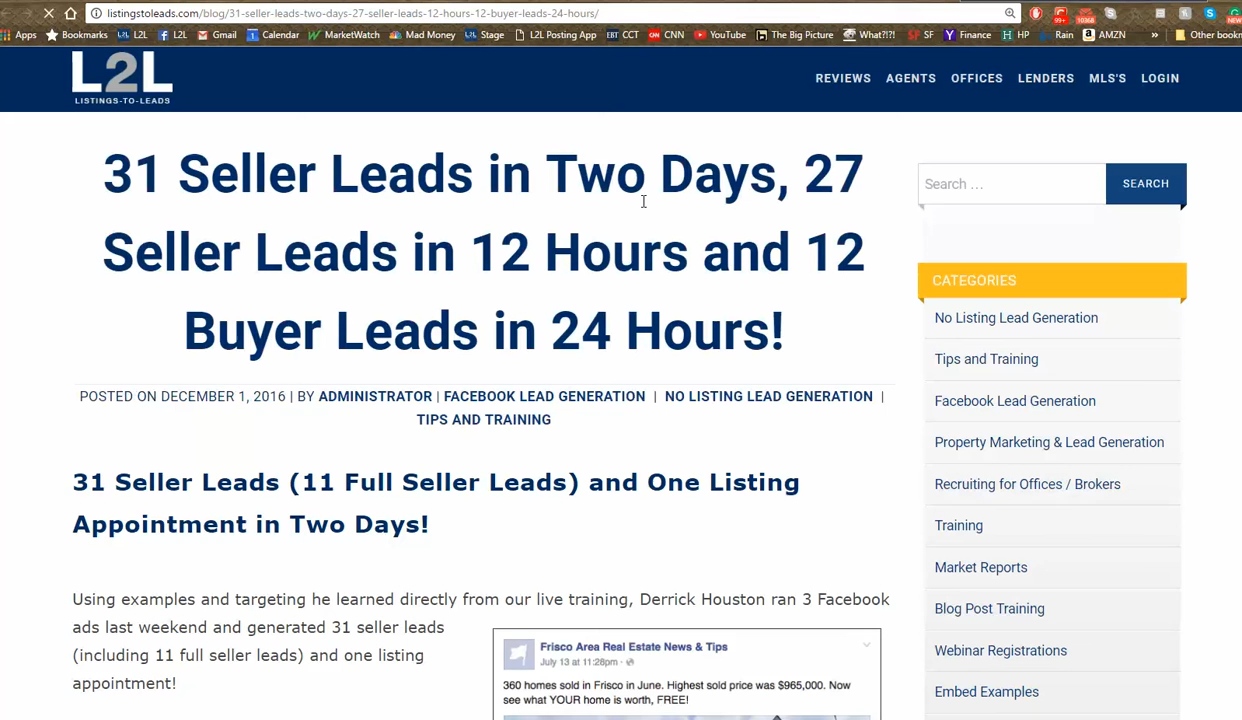 listingstoleads.com/blog/31-seller-leads-two-days-27-seller-leads-12-hours-12-buyer-leads-24-hours/
99+ 10368 NEW
Apps Bookmarks L2L L2L Gmail Calendar MarketWatch Mad Money Stage L2L Posting App EBT CCT CNN YouTube The Big Picture What?!?! SF SF Finance H HP Rain AMZN » Other bookm
L2L
LISTINGS-TO-LEADS
REVIEWS AGENTS OFFICES LENDERS MLS'S LOGIN
31 Seller Leads in Two Days, 27
Seller Leads in 12 Hours and 12
Buyer Leads in 24 Hours!
POSTED ON DECEMBER 1, 2016 | BY ADMINISTRATOR | FACEBOOK LEAD GENERATION | NO LISTING LEAD GENERATION |
TIPS AND TRAINING
31 Seller Leads (11 Full Seller Leads) and One Listing
Appointment in Two Days!
Using examples and targeting he learned directly from our live training, Derrick Houston ran 3 Facebook
ads last weekend and generated 31 seller leads
(including 11 full seller leads) and one listing
appointment!
Frisco Area Real Estate News & Tips
July 13 at 11:28pm
360 homes sold in Frisco in June. Highest sold price was $965,000. Now
see what YOUR home is worth, FREE!
Search …
SEARCH
CATEGORIES
No Listing Lead Generation
Tips and Training
Facebook Lead Generation
Property Marketing & Lead Generation
Recruiting for Offices / Brokers
Training
Market Reports
Blog Post Training
Webinar Registrations
Embed Examples